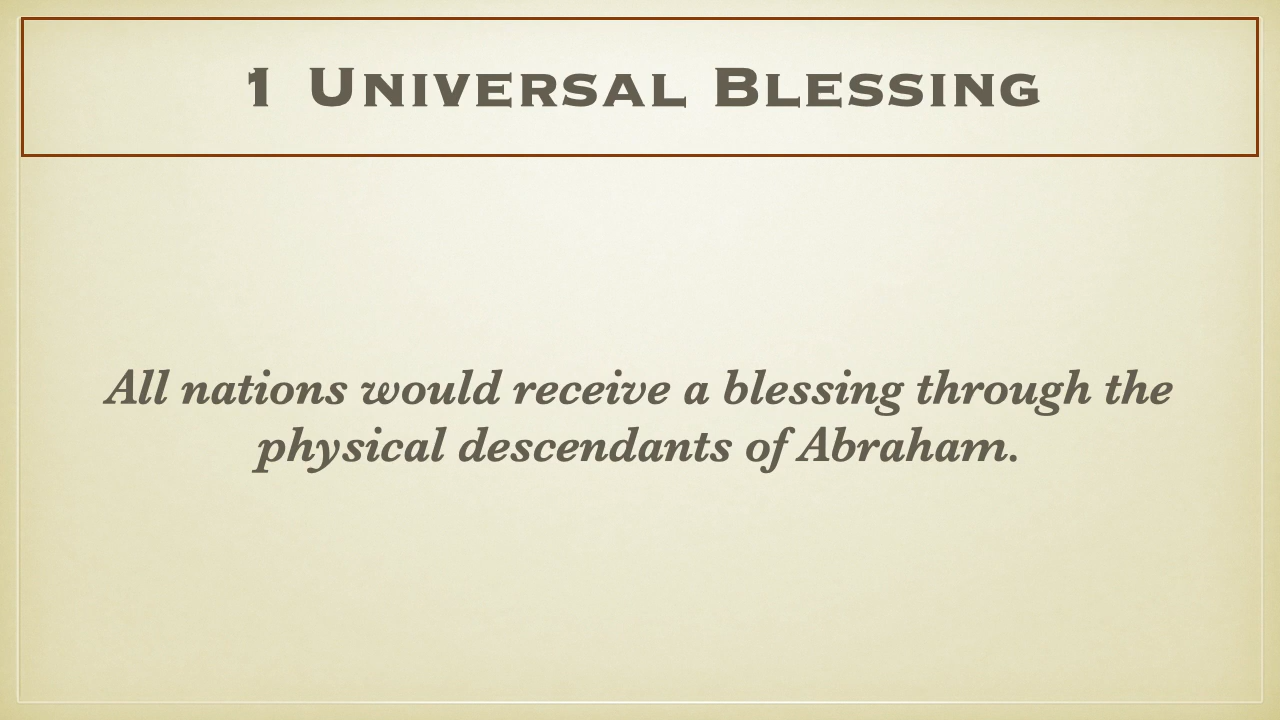 1 Universal Blessing
All nations would receive a blessing through the
physical descendants of Abraham.